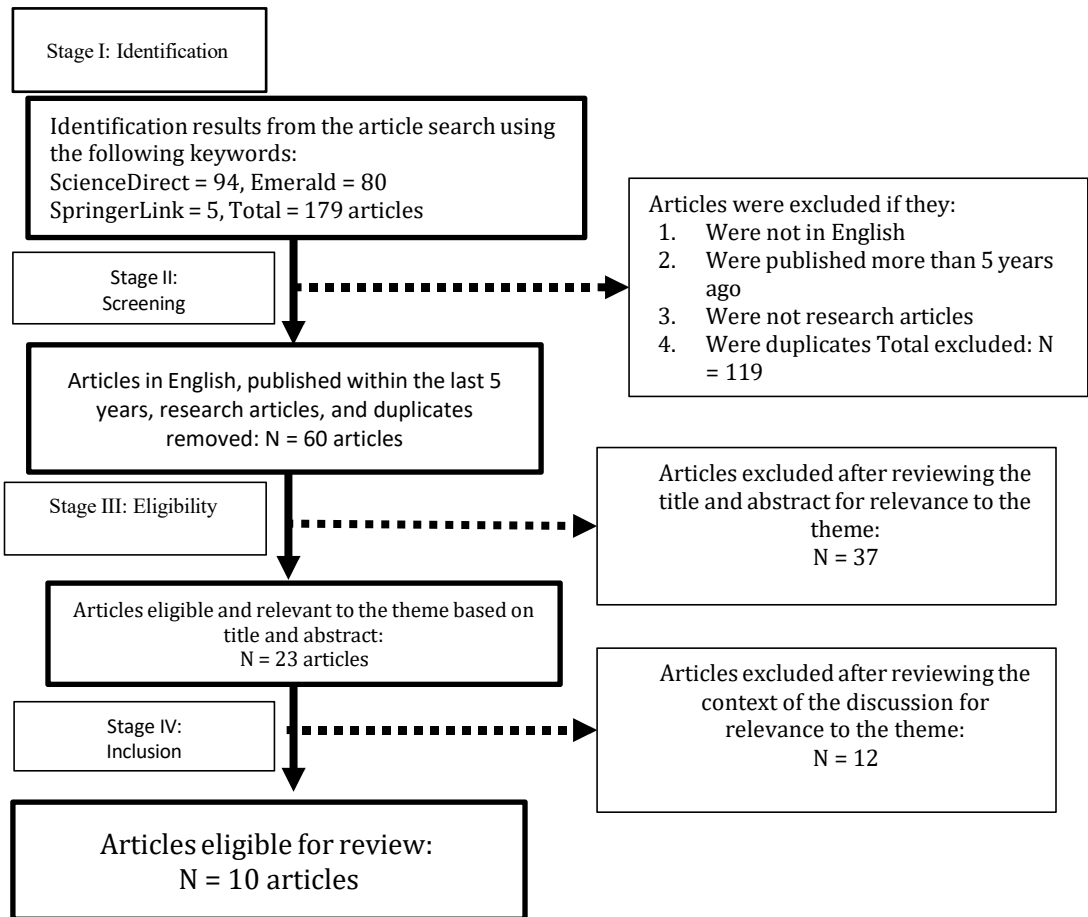 Stage I: Identification
Identification results from the article search using
the following keywords:
ScienceDirect = 94, Emerald = 80
SpringerLink = 5, Total = 179 articles
Stage II:
Screening
Articles were excluded if they:
1. Were not in English
2. Were published more than 5 years
ago
3. Were not research articles
4. Were duplicates Total excluded: N
= 119
Articles in English, published within the last 5
years, research articles, and duplicates
removed: N = 60 articles
Stage III: Eligibility
Articles excluded after reviewing the
title and abstract for relevance to the
theme:
N = 37
Articles eligible and relevant to the theme based on
title and abstract:
N = 23 articles
Stage IV:
Inclusion
Articles excluded after reviewing the
context of the discussion for
relevance to the theme:
N = 12
Articles eligible for review:
N = 10 articles